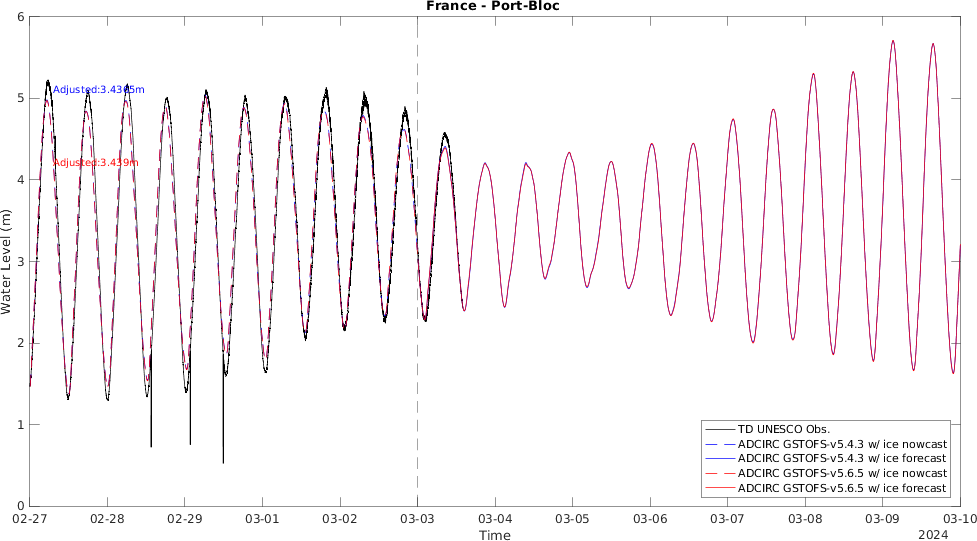 France - Port-Bloc
6
5
4
3
2
1
0
Water Level (m)
Adjusted:3.4365m
Adjusted:3.439m
TD UNESCO Obs.
ADCIRC GSTOFS-v5.4.3 w/ ice nowcast
ADCIRC GSTOFS-v5.4.3 w/ ice forecast
ADCIRC GSTOFS-v5.6.5 w/ ice nowcast
ADCIRC GSTOFS-v5.6.5 w/ ice forecast
02-27 02-28 02-29 03-01 03-02 03-03 03-04 03-05 03-06 03-07 03-08 03-09 03-10
Time
2024